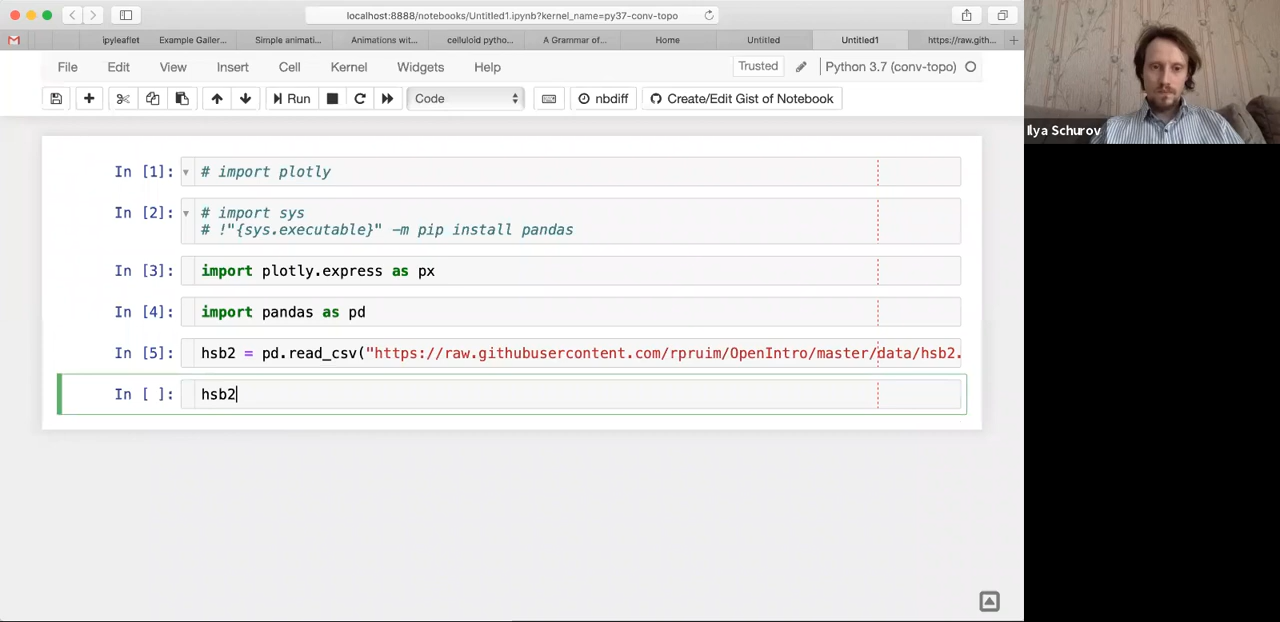 localhost:8888/notebooks/Untitled1.ipynb?kernel_name=py37-conv-topo
ipyleaflet
Example Galler...
Simple animati...
Animations wit...
celluloid pytho...
A Grammar of...
Home
Untitled
Untitled1
https://raw.gith...
File Edit View Insert Cell Kernel Widgets Help
Trusted
Python 3.7 (conv-topo)
Run
Code
nbdiff
Create/Edit Gist of Notebook
In [1]: # import plotly
In [2]: # import sys
# !"{sys.executable}" -m pip install pandas
In [3]: import plotly.express as px
In [4]: import pandas as pd
In [5]: hsb2 = pd.read_csv("https://raw.githubusercontent.com/rpruim/OpenIntro/master/data/hsb2.
In [ ]: hsb2
Ilya Schurov